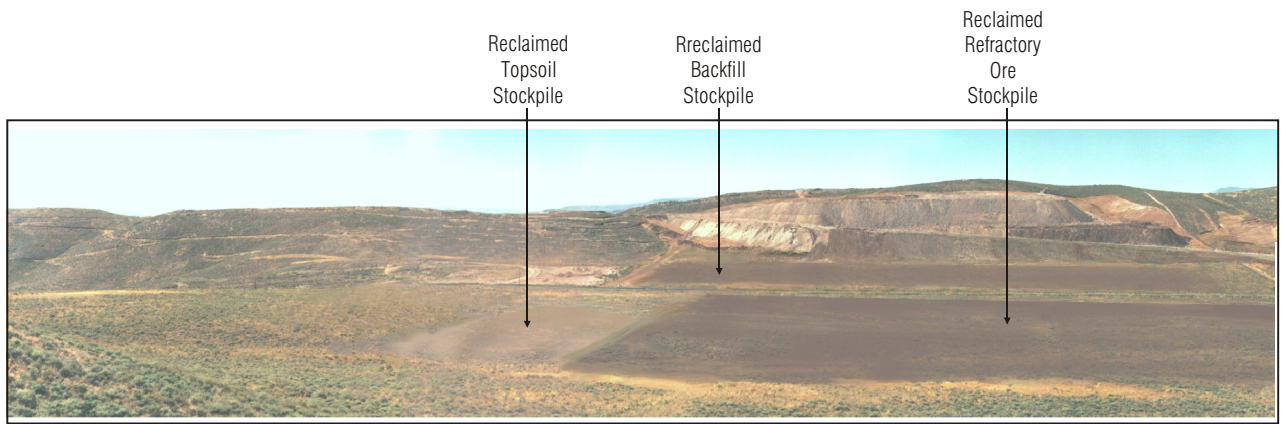 Reclaimed
Topsoil
Stockpile
Rreclaimed
Backfill
Stockpile
Reclaimed
Refractory
Ore
Stockpile